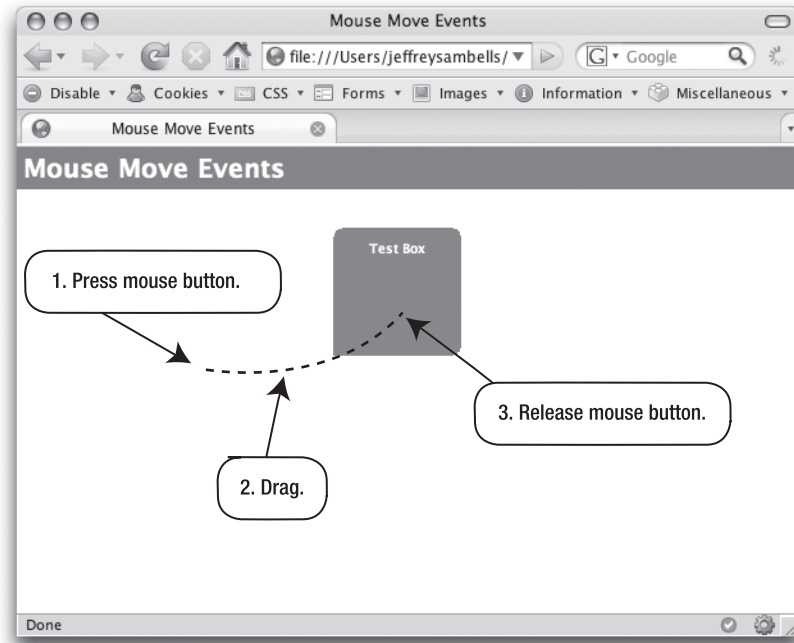 Mouse Move Events
file:///Users/jeffreysambells/
G
Google
Disable Cookies CSS Forms Images Information Miscellaneous
Mouse Move Events
Mouse Move Events
Test Box
1. Press mouse button.
3. Release mouse button.
2. Drag.
Done